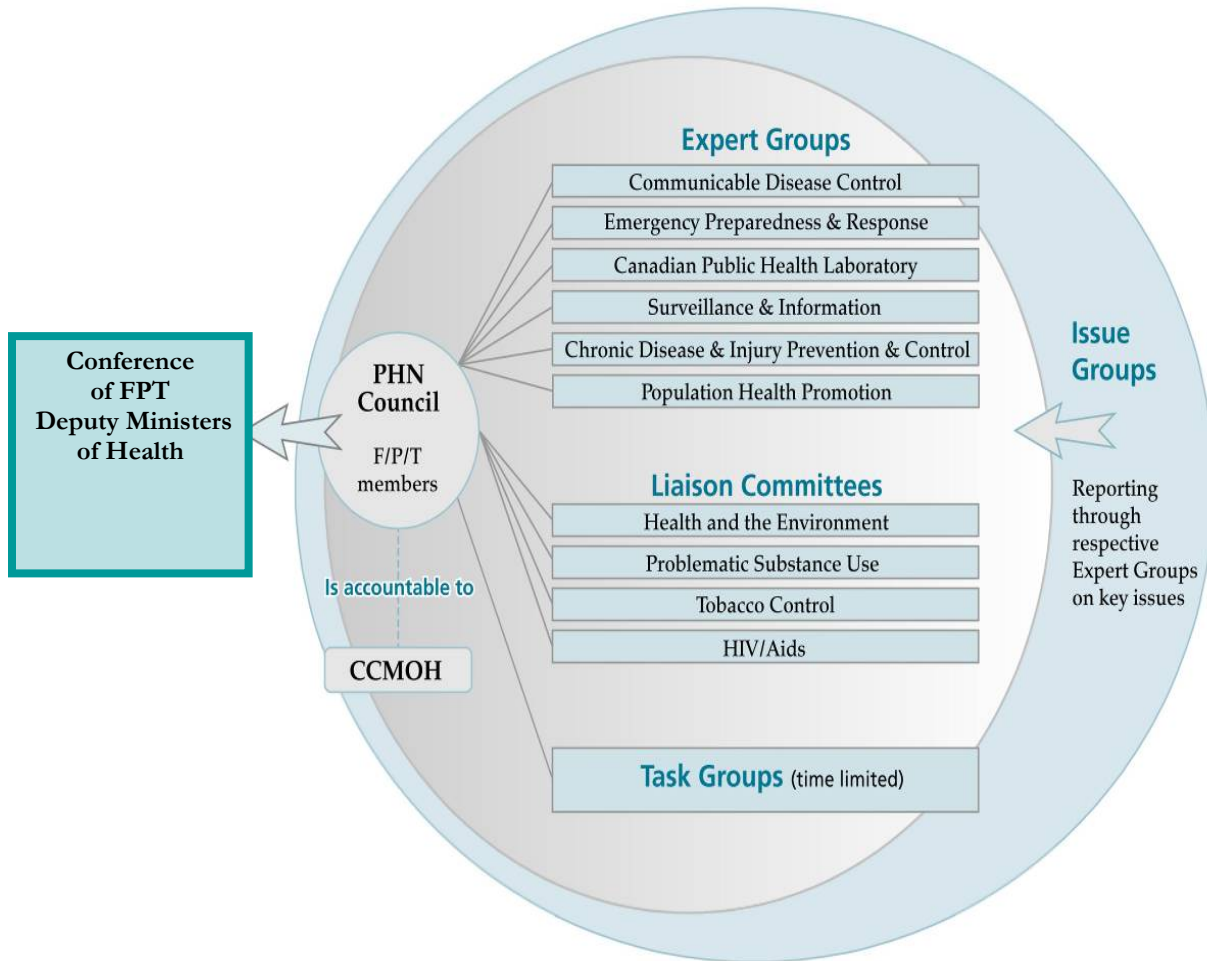 Conference
of FPT
Deputy Ministers
of Health
PHN
Council
F/P/T
members
Is accountable to
CCMOH
Expert Groups
Communicable Disease Control
Emergency Preparedness & Response
Canadian Public Health Laboratory
Surveillance & Information
Chronic Disease & Injury Prevention & Control
Population Health Promotion
Liaison Committees
Health and the Environment
Problematic Substance Use
Tobacco Control
HIV/Aids
Task Groups (time limited)
Issue
Groups
Reporting
through
respective
Expert Groups
on key issues